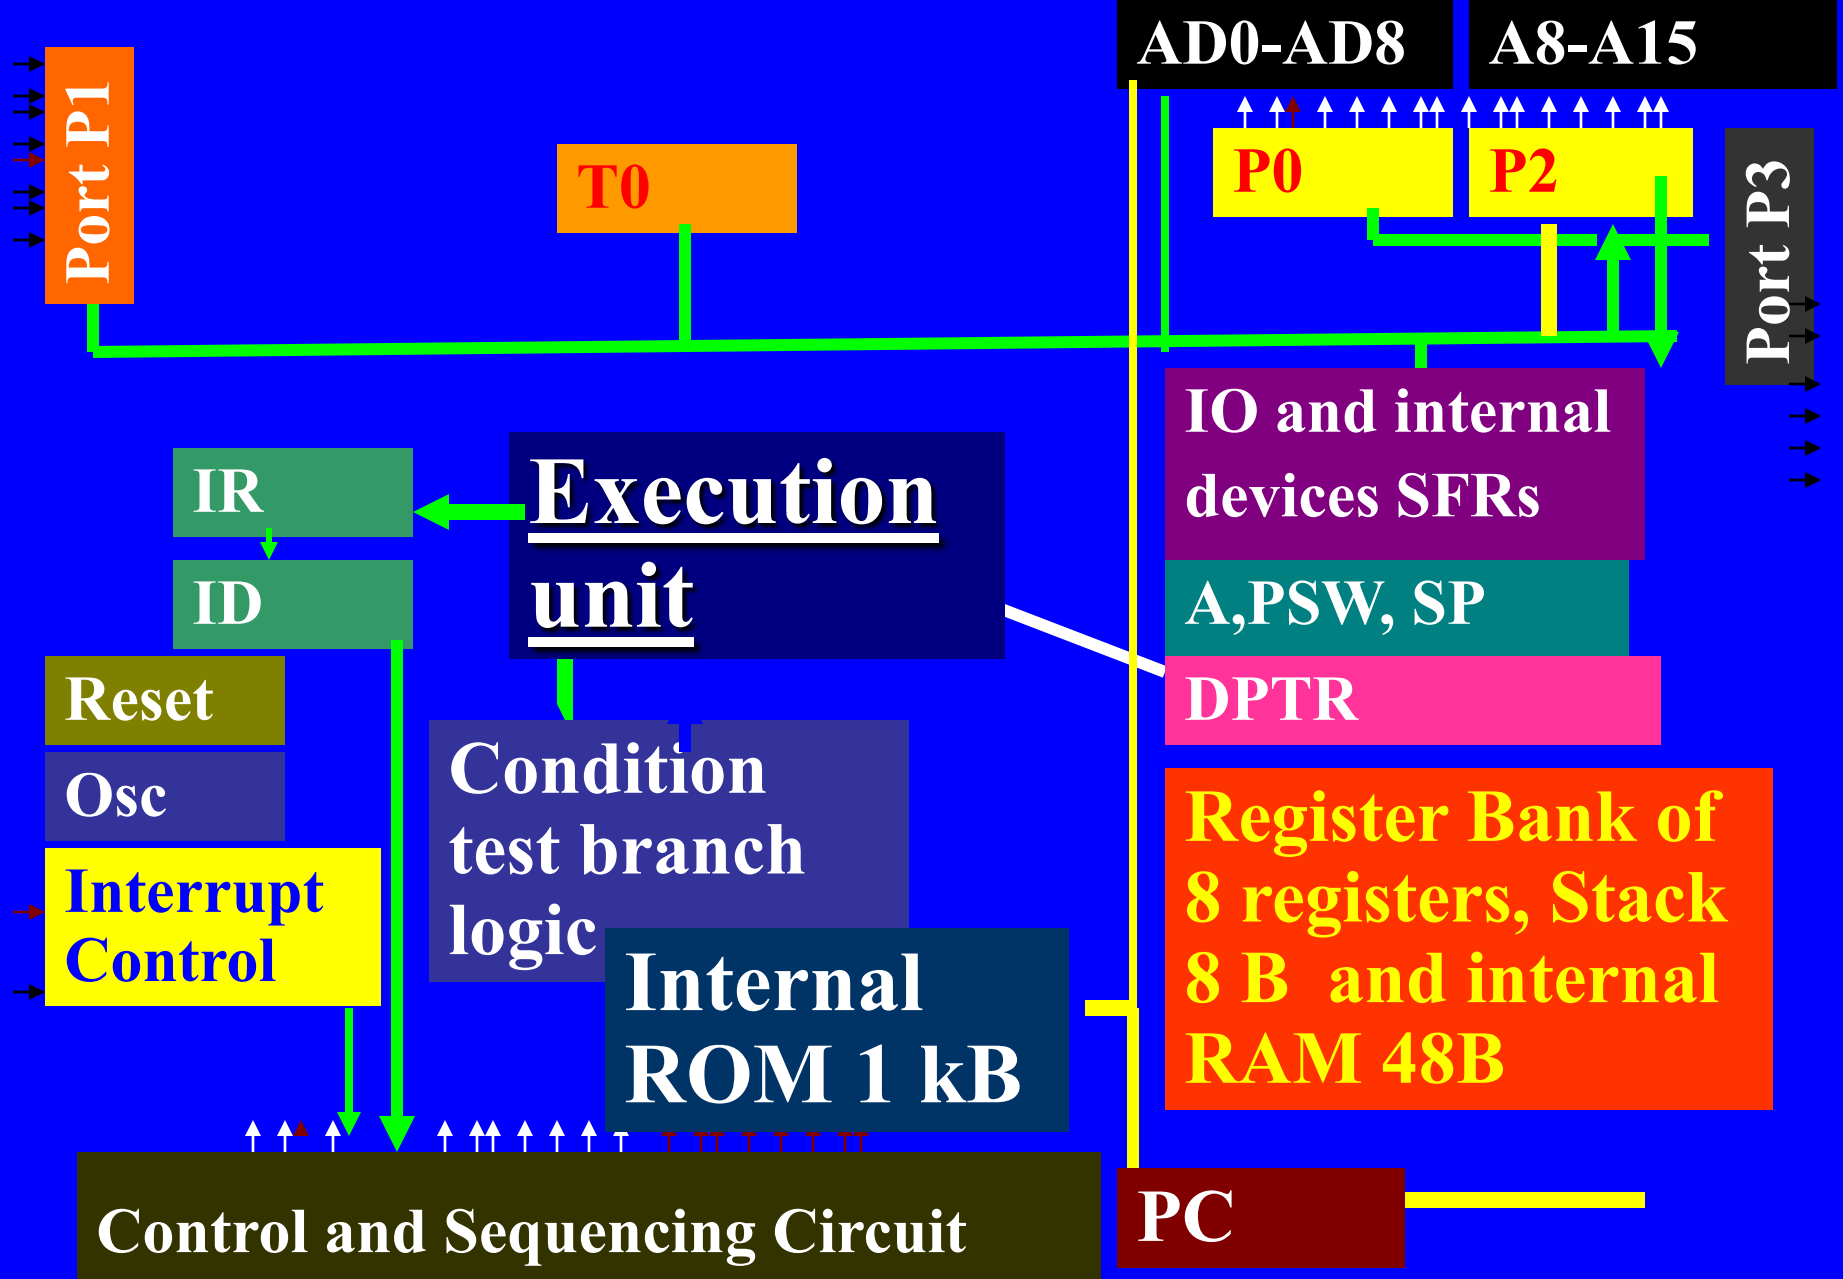 AD0-AD8
A8-A15
Port P1
T0
P0
P2
Port P3
IO and internal
devices SFRs
IR
Execution
unit
ID
A,PSW, SP
Reset
DPTR
Osc
Condition
test branch
logic
Register Bank of
8 registers, Stack
8 B and internal
RAM 48B
Interrupt
Control
Internal
ROM 1 kB
Control and Sequencing Circuit
PC